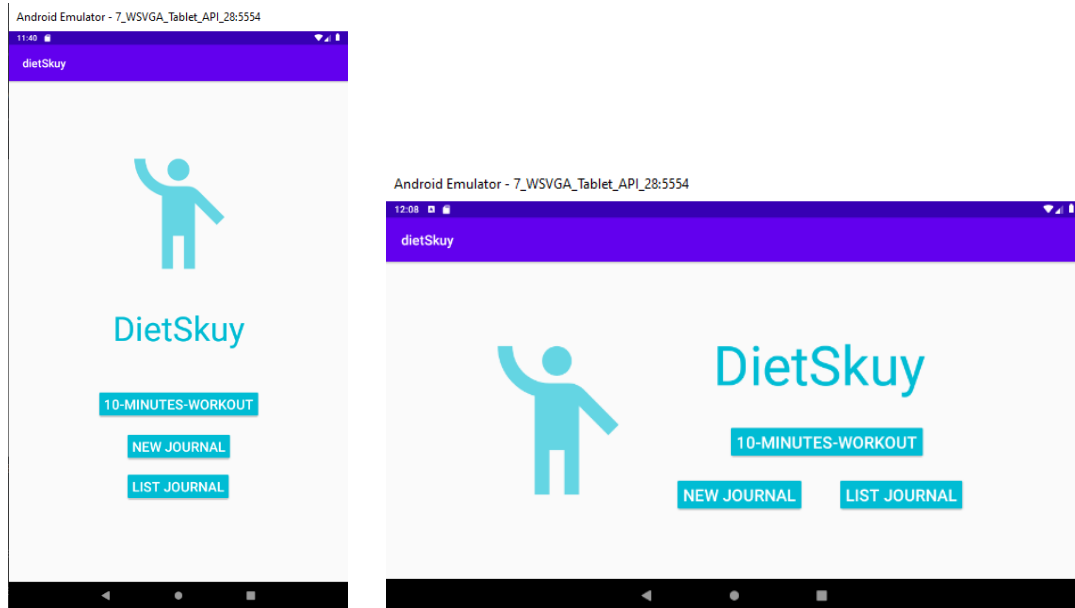 Android Emulator - 7_WSVGA_Tablet_API_28:5554
11:40
dietSkuy
DietSkuy
10-MINUTES-WORKOUT
NEW JOURNAL
LIST JOURNAL
Android Emulator - 7_WSVGA_Tablet_API_28:5554
12:08
dietSkuy
DietSkuy
10-MINUTES-WORKOUT
NEW JOURNAL LIST JOURNAL